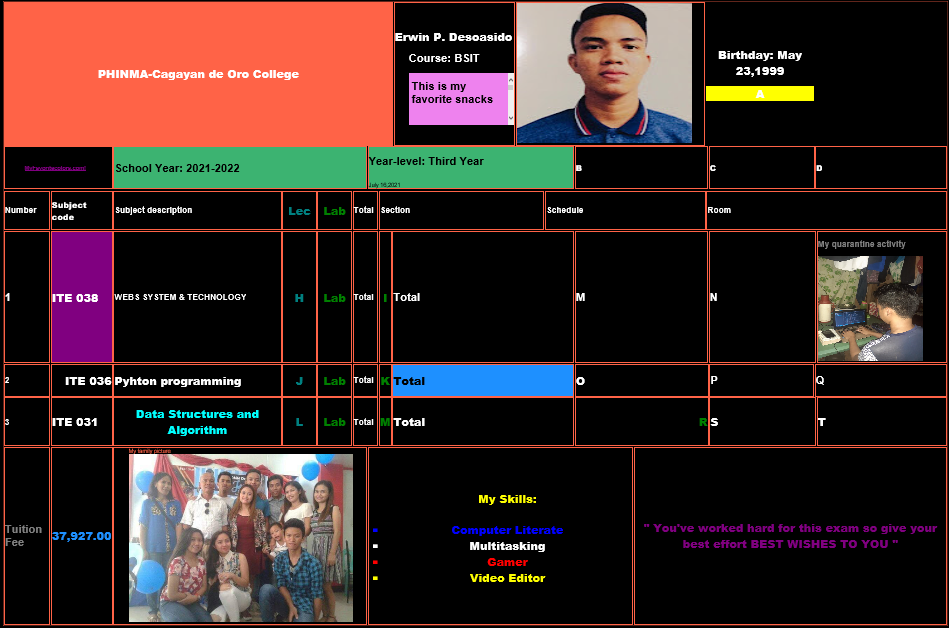 PHINMA-Cagayan de Oro College
Erwin P. Desoasido
Course: BSIT
This is my
favorite snacks
Birthday: May
23,1999
A
School Year: 2021-2022
Year-level: Third Year
July 16,2021
B
C
D
Number
Subject
code
Subject description
Lec
Lab
Total
Section
Schedule
Room
1
ITE 038
WEBS SYSTEM & TECHNOLOGY
H
Lab
Total
I
Total
M
N
My quarantine activity
2
ITE 036
Pyhton programming
J
Lab
Total
K
Total
O
P
Q
3
ITE 031
Data Structures and
Algorithm
L
Lab
Total
M
Total
R
S
T
Tuition
Fee
37,927.00
My family picture
My Skills:
Computer Literate
Multitasking
Gamer
Video Editor
" You've worked hard for this exam so give your
best effort BEST WISHES TO YOU "